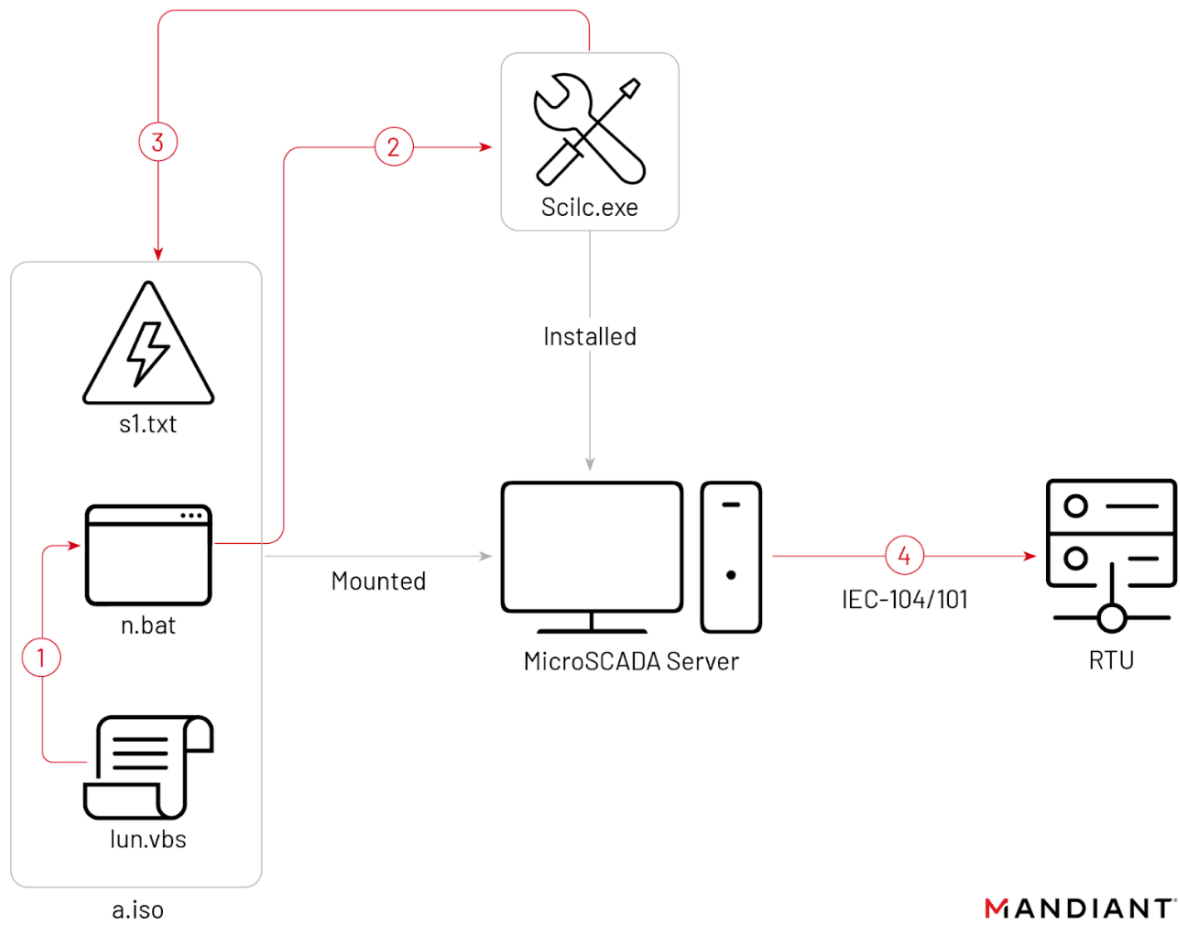 3
2
Scilc.exe
s1.txt
Installed
n.bat
Mounted
4
IEC-104/101
1
MicroSCADA Server
RTU
lun.vbs
a.iso
MANDIANT